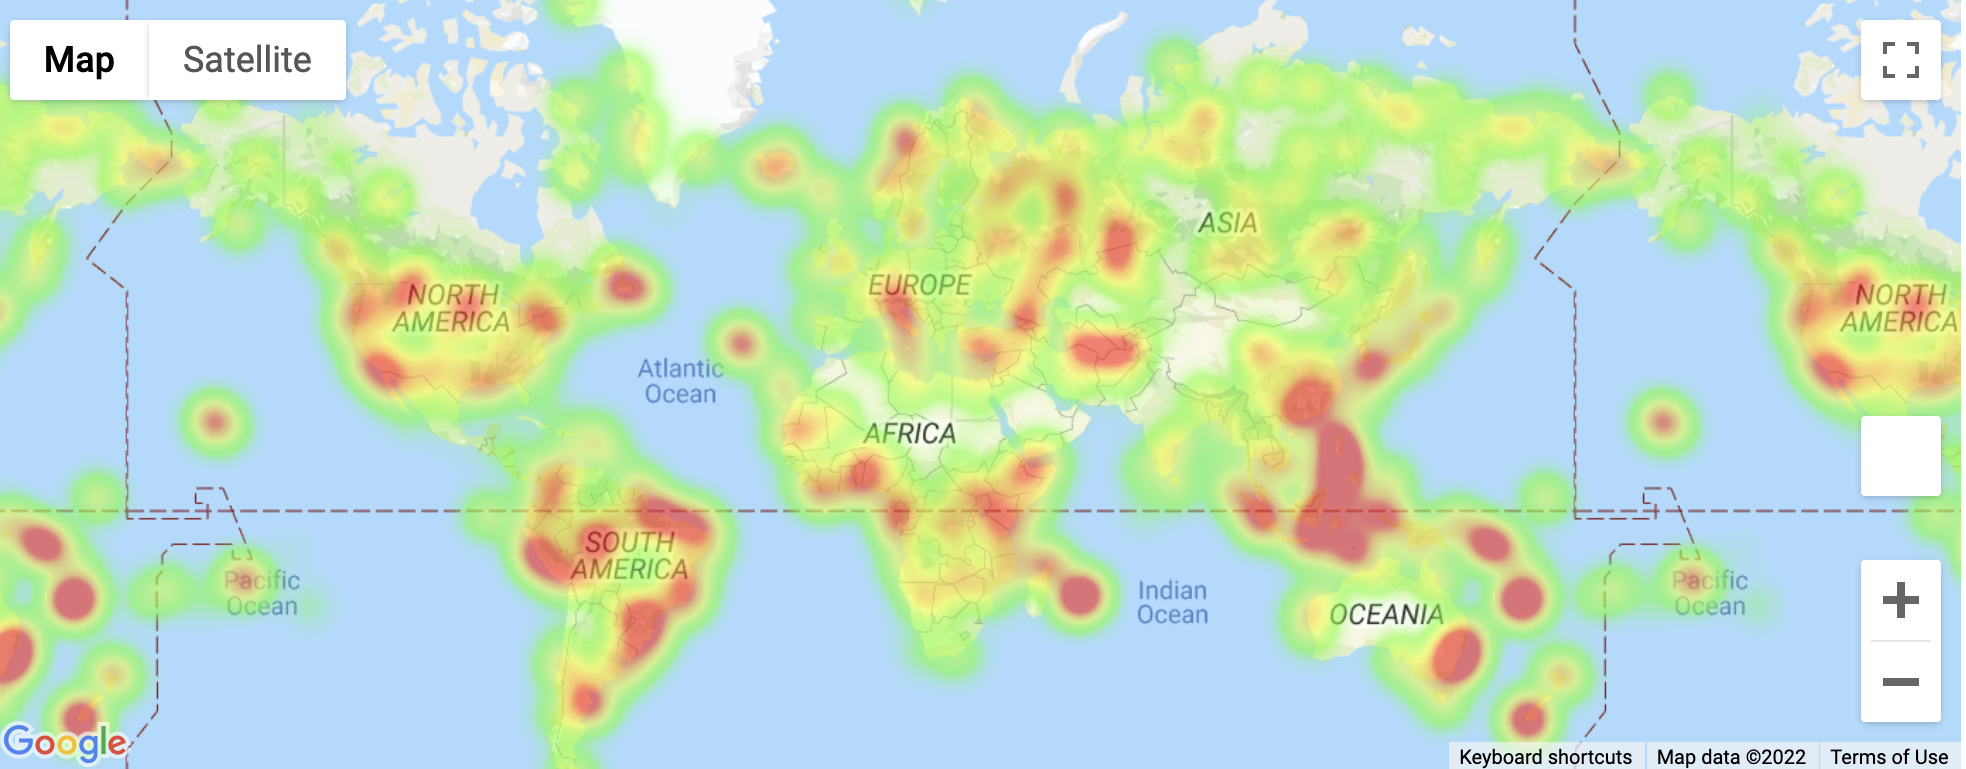 Map
Satellite
ASIA
EUROPE
NORTH
AMERICA
NORTH
AMERICA
Atlantic
Ocean
AFRICA
SOUTH
AMERICA
Pacific
Ocean
Indian
Ocean
OCEANIA
Pacific
Ocean
Google
Keyboard shortcuts
Map data ©2022
Terms of Use